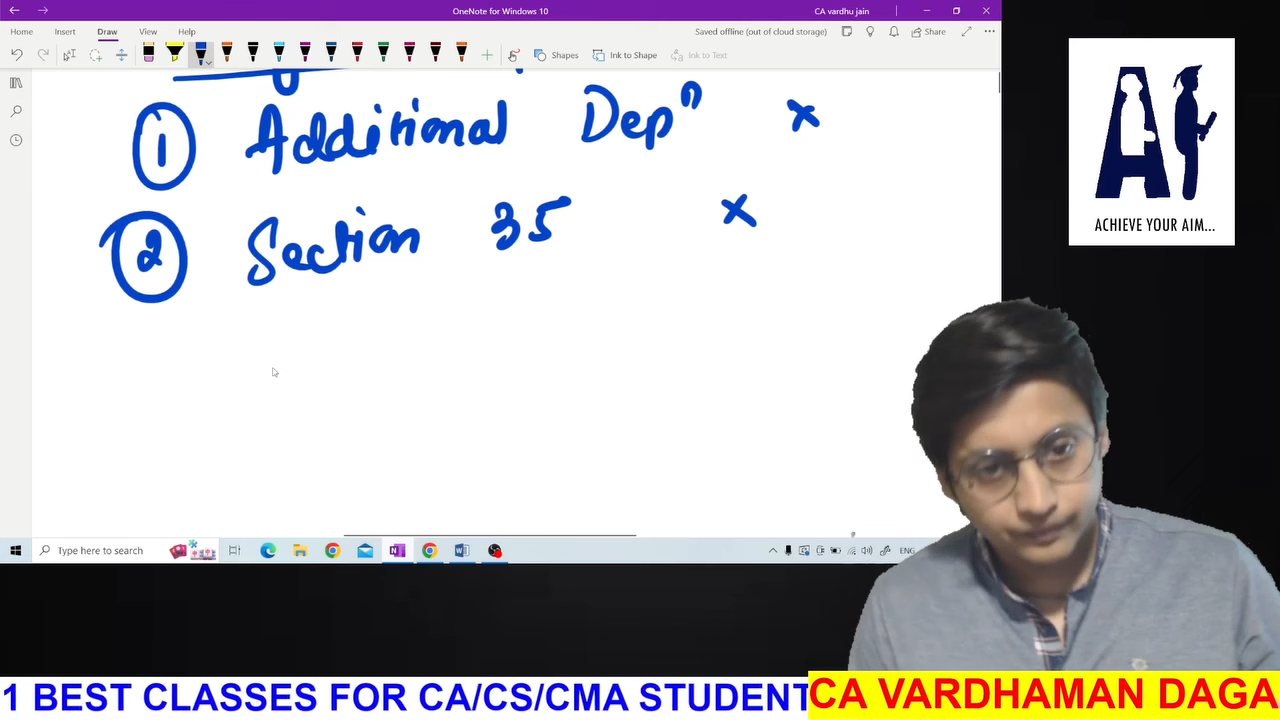 OneNote for Windows 10
CA vardhu jain
Home Insert Draw View Help
Saved offline (out of cloud storage)
Share
Shapes
Ink to Shape
Ink to Text
1 Additional Depⁿ x
2 Section 35 x
ACHIEVE YOUR AIM...
Type here to search
ENG
1 BEST CLASSES FOR CA/CS/CMA STUDENT
CA VARDHAMAN DAGA